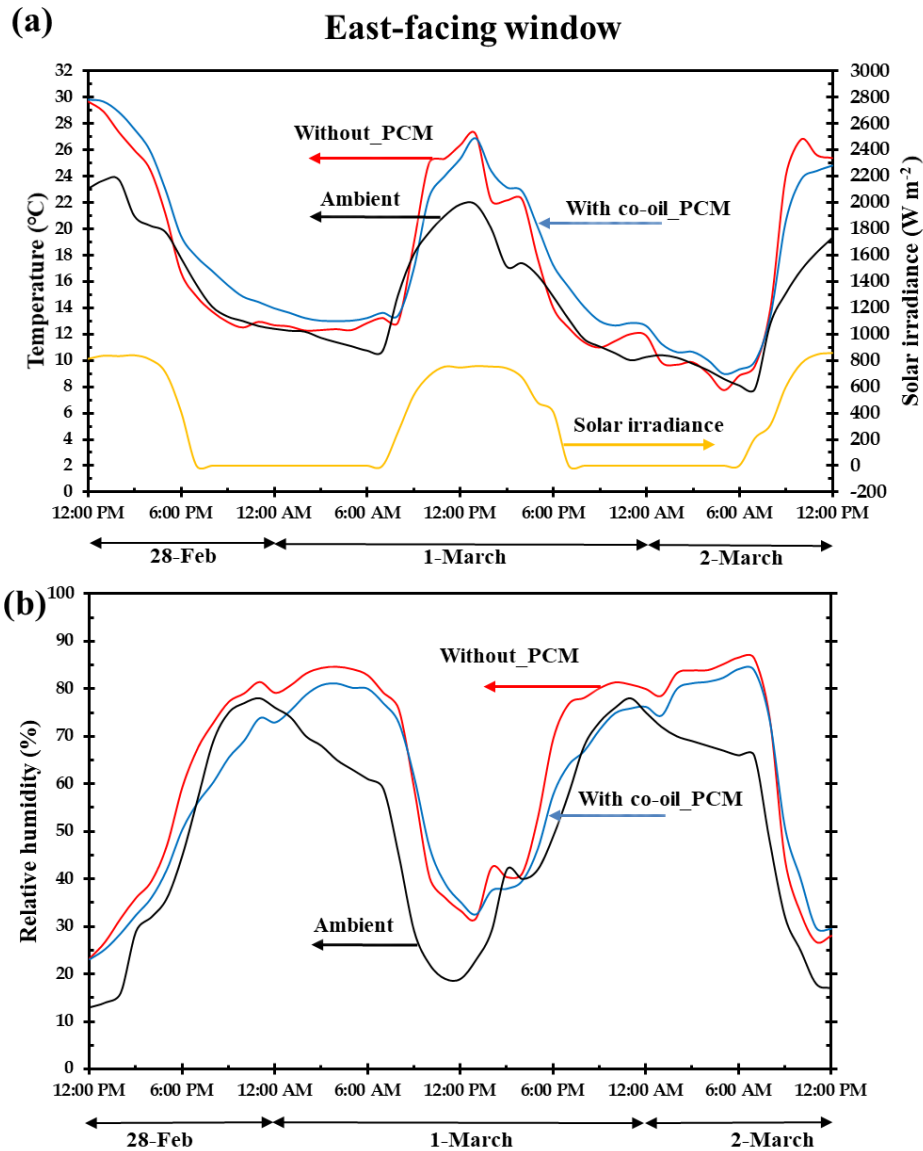 (a)
East-facing window
Temperature (℃)
Solar irradiance (W m⁻²)
32
30
28
26
24
22
20
18
16
14
12
10
8
6
4
2
0
3000
2800
2600
2400
2200
2000
1800
1600
1400
1200
1000
800
600
400
200
0
-200
Without_PCM
Ambient
With co-oil_PCM
Solar irradiance
12:00 PM 6:00 PM 12:00 AM 6:00 AM 12:00 PM 6:00 PM 12:00 AM 6:00 AM 12:00 PM
28-Feb 1-March 2-March
(b)
Relative humidity (%)
100
90
80
70
60
50
40
30
20
10
0
Without_PCM
With co-oil_PCM
Ambient
12:00 PM 6:00 PM 12:00 AM 6:00 AM 12:00 PM 6:00 PM 12:00 AM 6:00 AM 12:00 PM
28-Feb 1-March 2-March